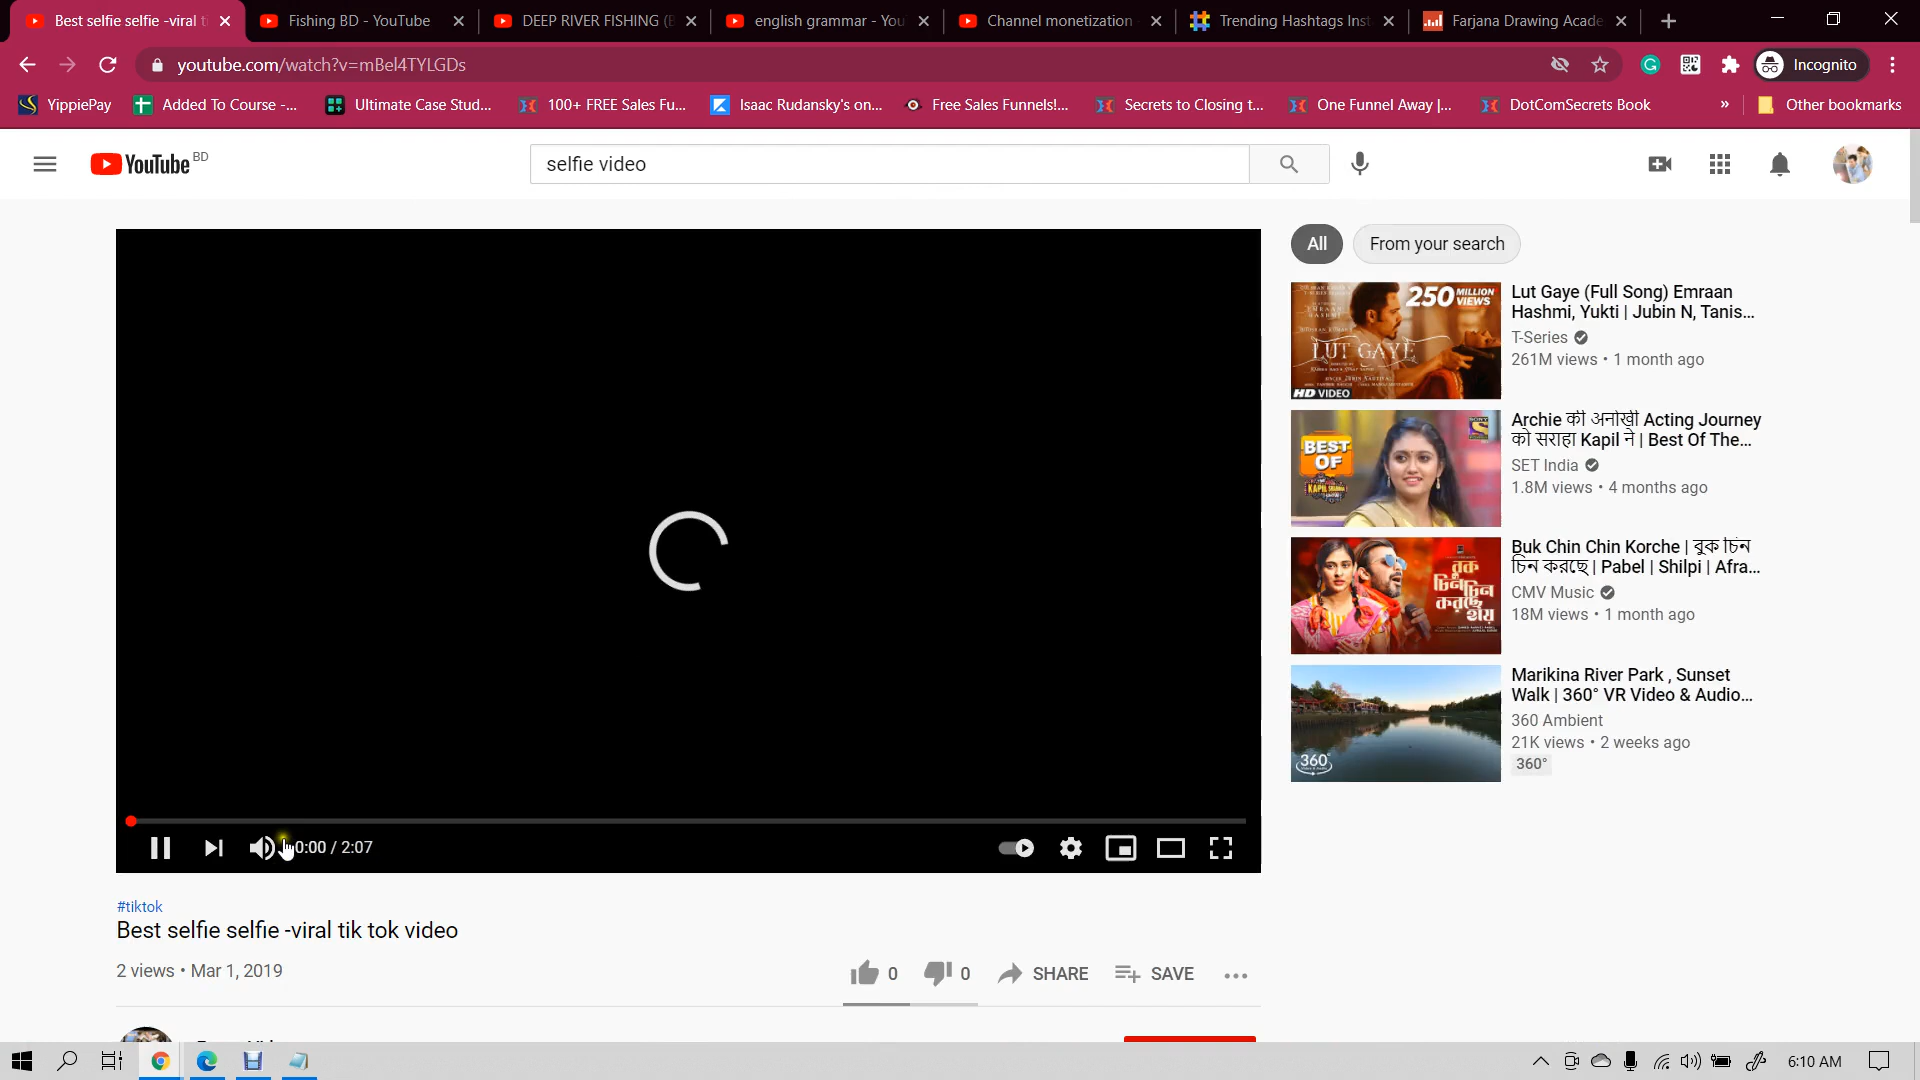 Best selfie selfie -viral ti
Fishing BD - YouTube
DEEP RIVER FISHING (B
english grammar - You
Channel monetization -
Trending Hashtags Inst
Farjana Drawing Acade
youtube.com/watch?v=mBel4TYLGDs
Incognito
YippiePay
Added To Course -...
Ultimate Case Stud...
100+ FREE Sales Fu...
Isaac Rudansky's on...
Free Sales Funnels!...
Secrets to Closing t...
One Funnel Away |...
DotComSecrets Book
»
Other bookmarks
YouTube BD
selfie video
All
From your search
250 MILLION VIEWS
LUT GAYE
HD VIDEO
Lut Gaye (Full Song) Emraan
Hashmi, Yukti | Jubin N, Tanis...
T-Series
261M views • 1 month ago
BEST OF
Archie की अनोखी Acting Journey
को सराहा Kapil ने | Best Of The...
SET India
1.8M views • 4 months ago
বুক
চিন চিন
করছে
হায়
Buk Chin Chin Korche | বুক চিন
চিন করছে | Pabel | Shilpi | Afra...
CMV Music
18M views • 1 month ago
360°
Marikina River Park , Sunset
Walk | 360° VR Video & Audio...
360 Ambient
21K views • 2 weeks ago
360°
0:00 / 2:07
#tiktok
Best selfie selfie -viral tik tok video
2 views • Mar 1, 2019
0
0
SHARE
SAVE
6:10 AM